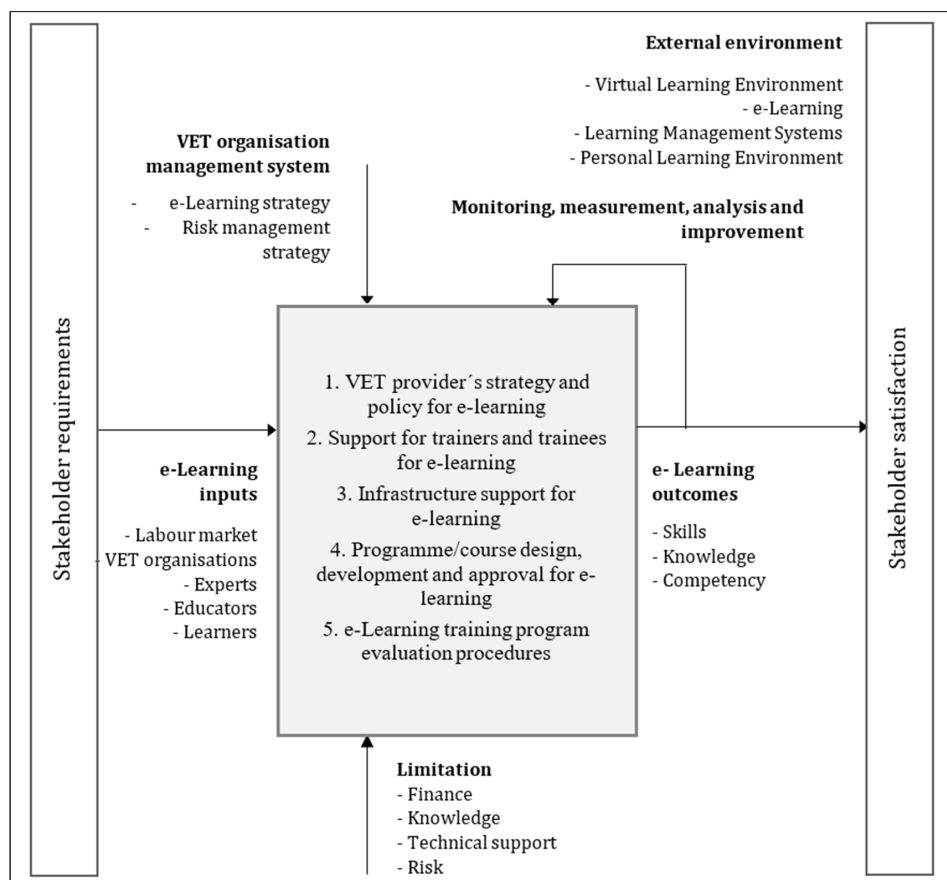 External environment
- Virtual Learning Environment
- e-Learning
- Learning Management Systems
- Personal Learning Environment
VET organisation
management system
- e-Learning strategy
- Risk management
strategy
Monitoring, measurement, analysis and
improvement
Stakeholder requirements
e-Learning
inputs
- Labour market
- VET organisations
- Experts
- Educators
- Learners
1. VET provider´s strategy and
policy for e-learning
2. Support for trainers and trainees
for e-learning
3. Infrastructure support for
e-learning
4. Programme/course design,
development and approval for e-
learning
5. e-Learning training program
evaluation procedures
e- Learning
outcomes
- Skills
- Knowledge
- Competency
Stakeholder satisfaction
Limitation
- Finance
- Knowledge
- Technical support
- Risk